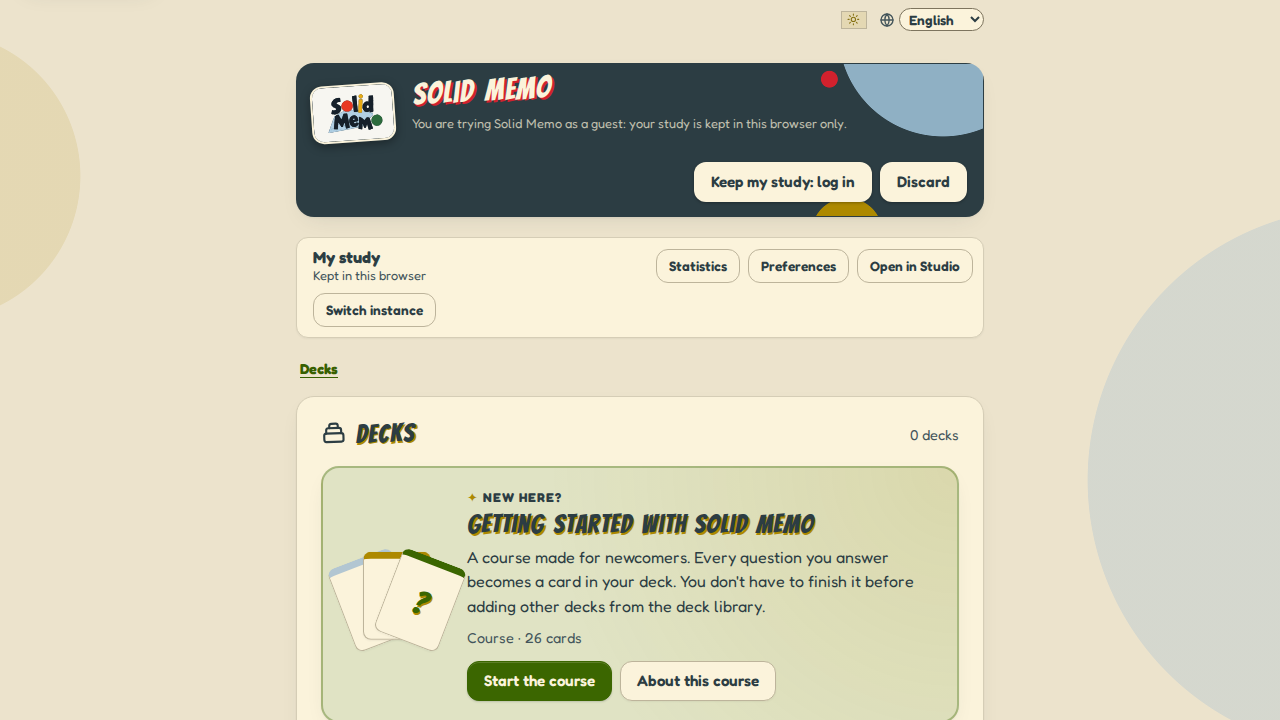 English
Solid
Memo
SOLID MEMO
You are trying Solid Memo as a guest: your study is kept in this browser only.
Keep my study: log in
Discard
My study
Kept in this browser
Statistics
Preferences
Open in Studio
Switch instance
Decks
DECKS
0 decks
NEW HERE?
GETTING STARTED WITH SOLID MEMO
A course made for newcomers. Every question you answer
becomes a card in your deck. You don't have to finish it before
adding other decks from the deck library.
?
Course · 26 cards
Start the course
About this course